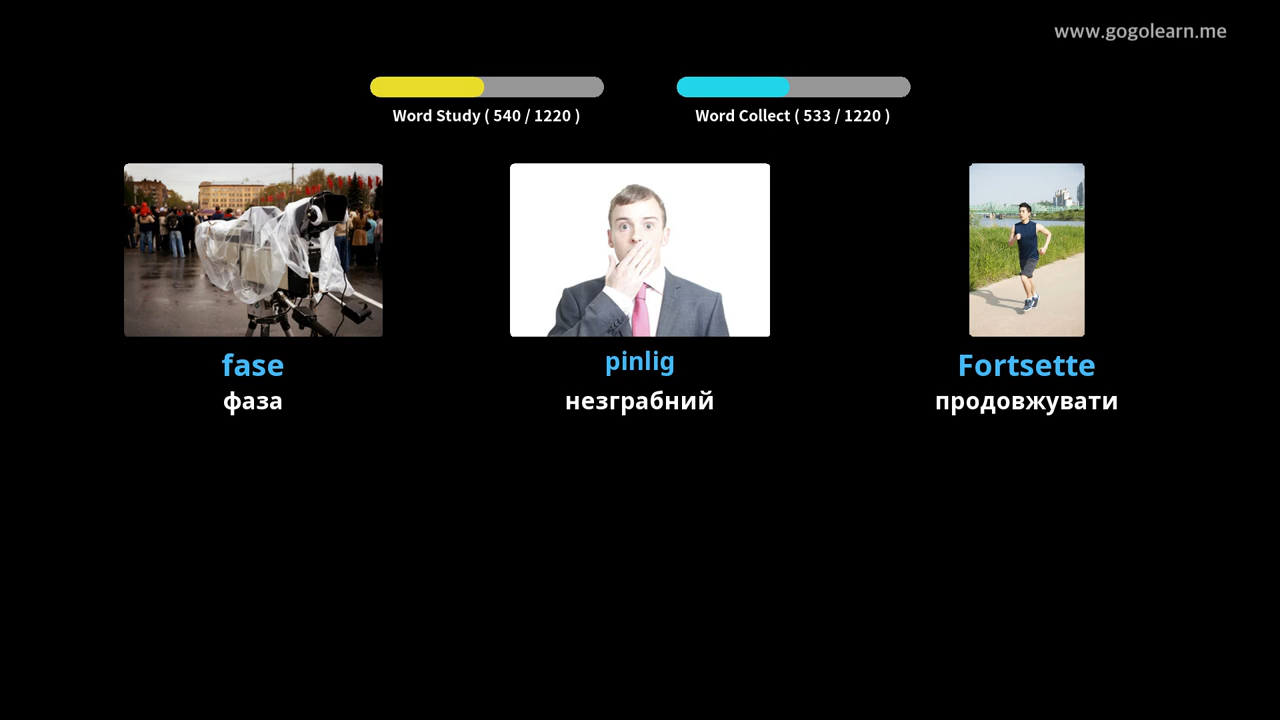 www.gogolearn.me
Word Study ( 540 / 1220 )
Word Collect ( 533 / 1220 )
fase
фаза
pinlig
незграбний
Fortsette
продовжувати